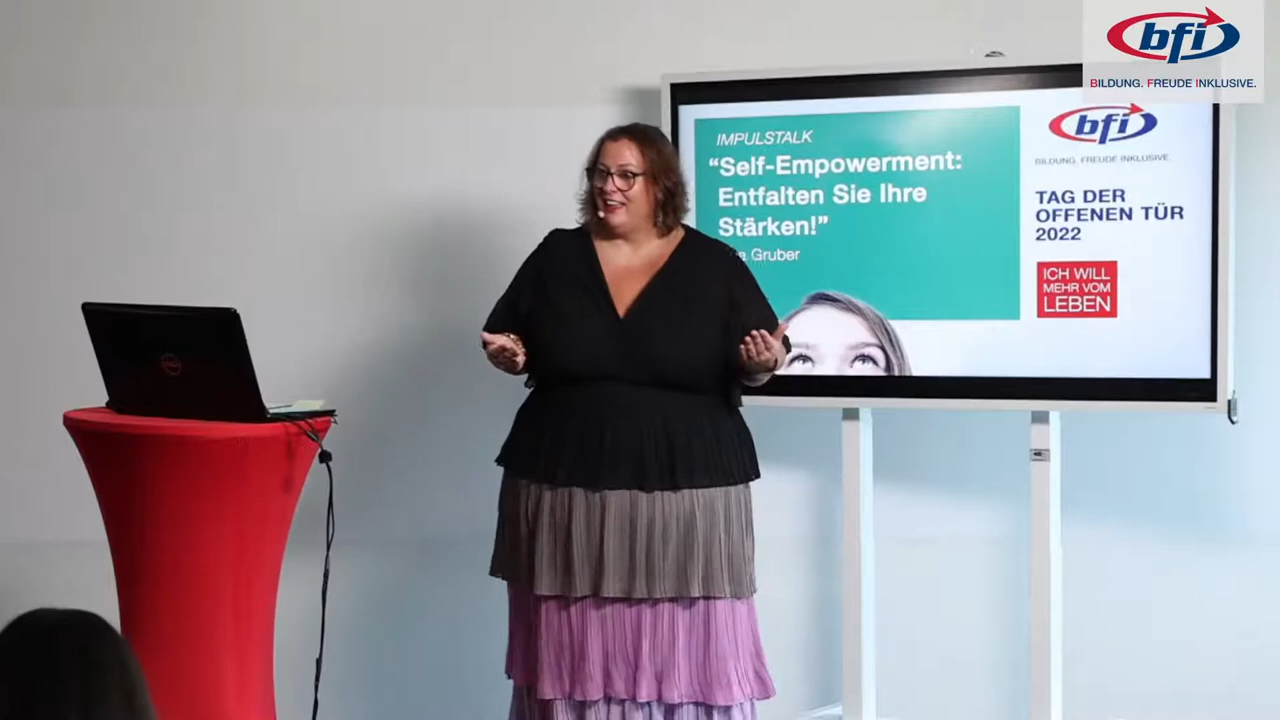 bfi
BILDUNG. FREUDE INKLUSIVE.
IMPULSTALK
“Self-Empowerment:
Entfalten Sie Ihre
Stärken!”
Gruber
bfi
BILDUNG. FREUDE INKLUSIVE.
TAG DER
OFFENEN TÜR
2022
ICH WILL
MEHR VOM
LEBEN